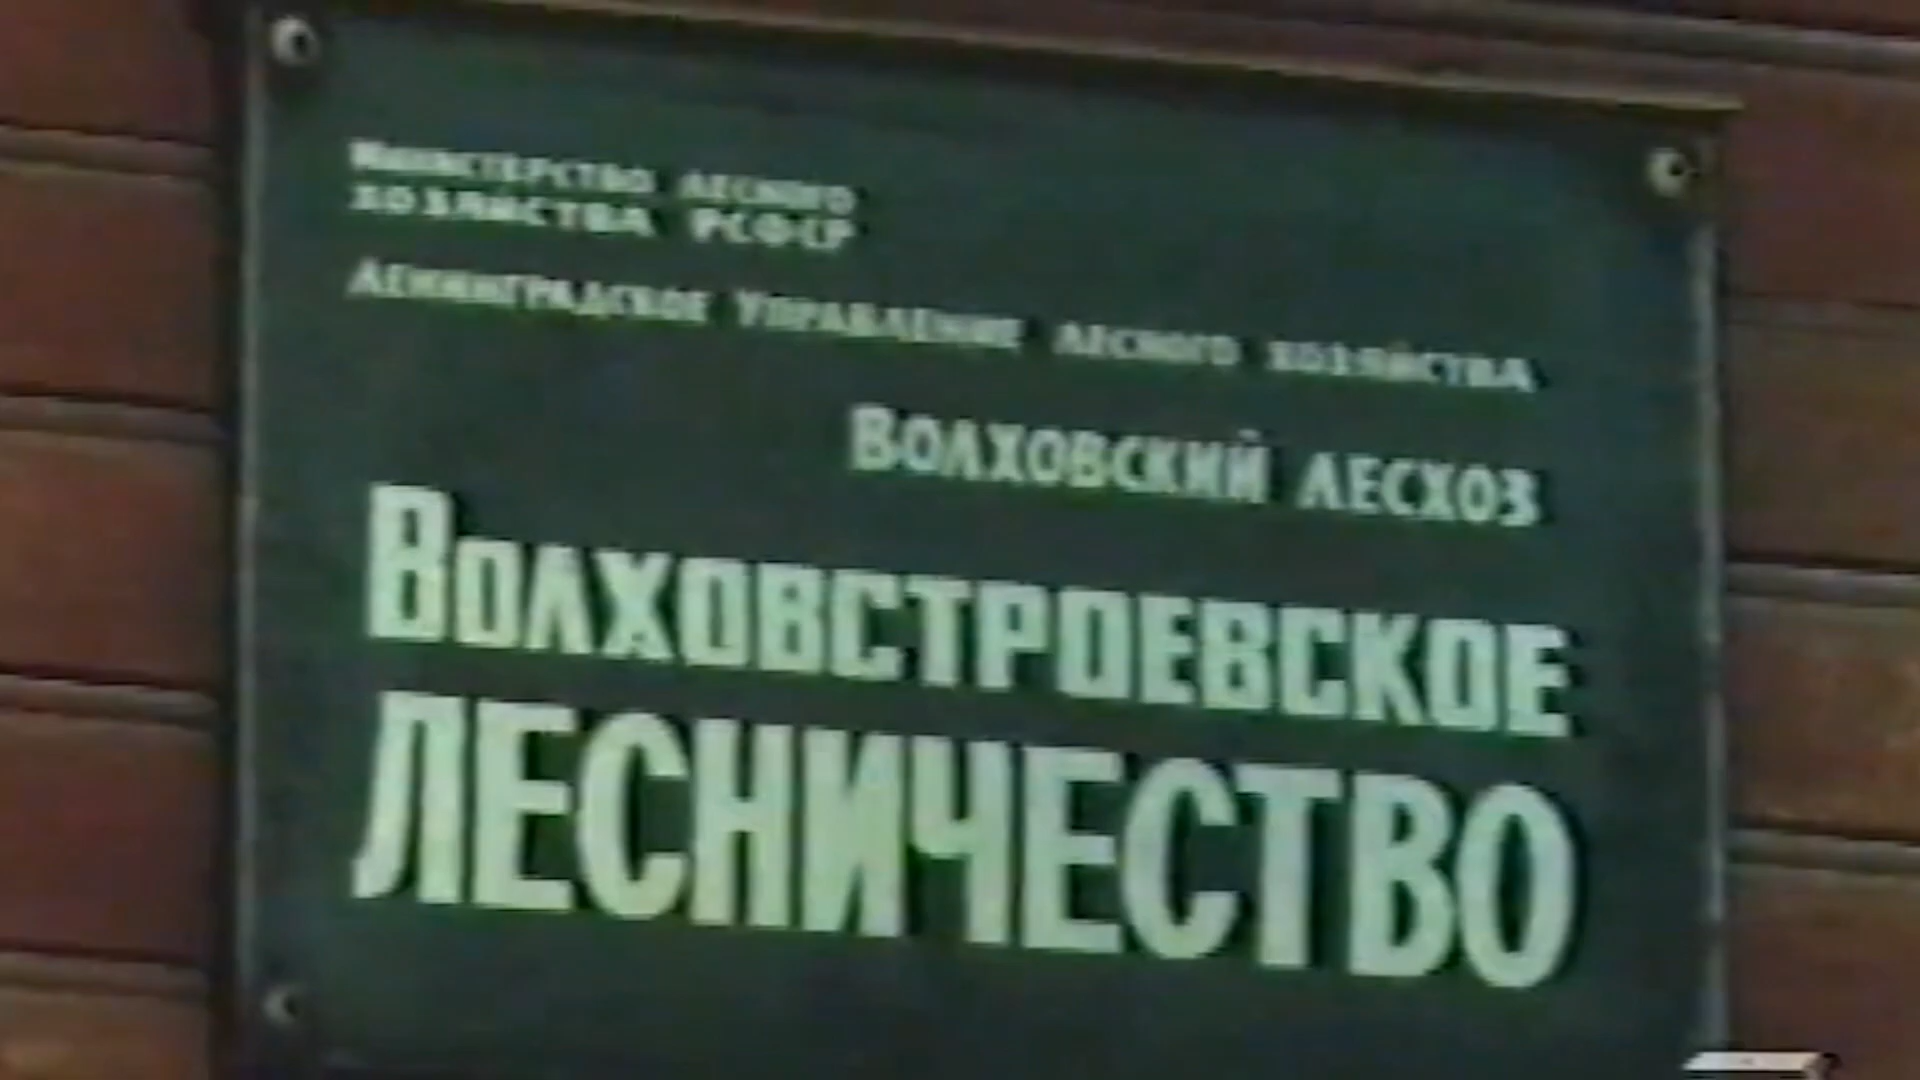 Министерство лесного
хозяйства РСФСР
Ленинградское Управление лесного хозяйства
Волховский лесхоз
Волховстроевское
лесничество